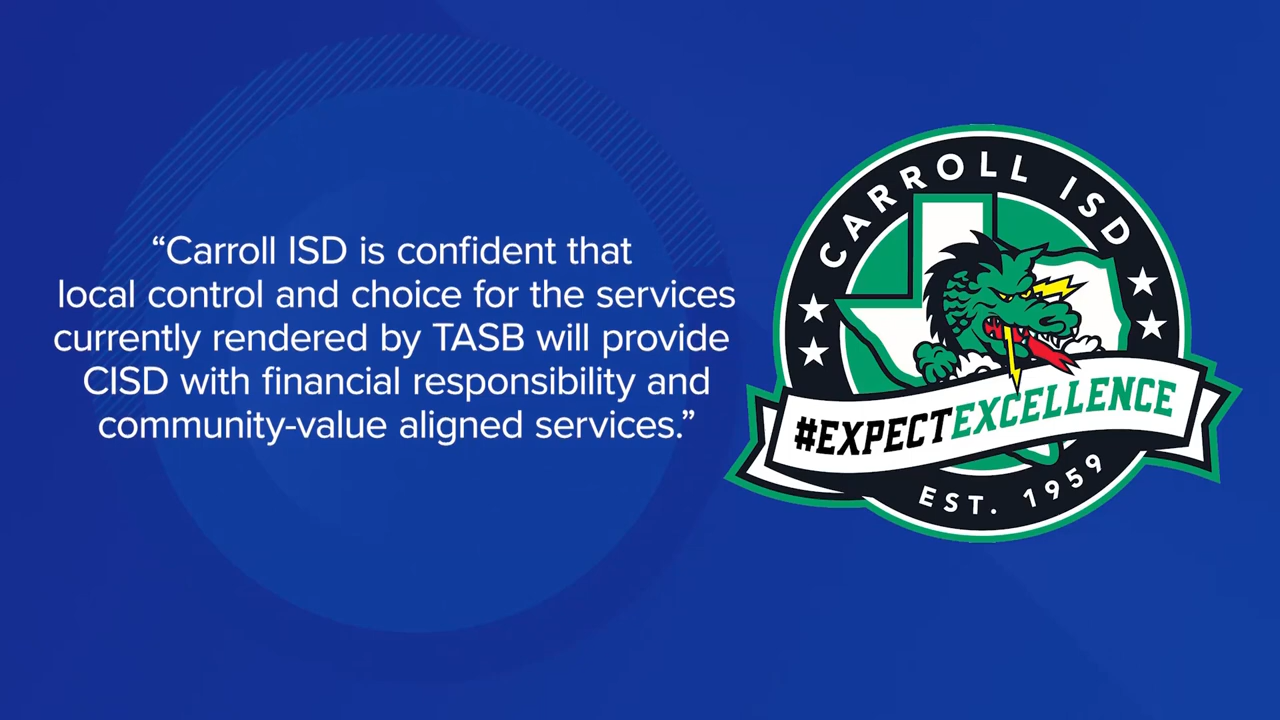 “Carroll ISD is confident that
local control and choice for the services
currently rendered by TASB will provide
CISD with financial responsibility and
community-value aligned services.”
CARROLL ISD
#EXPECTEXCELLENCE
EST. 1959